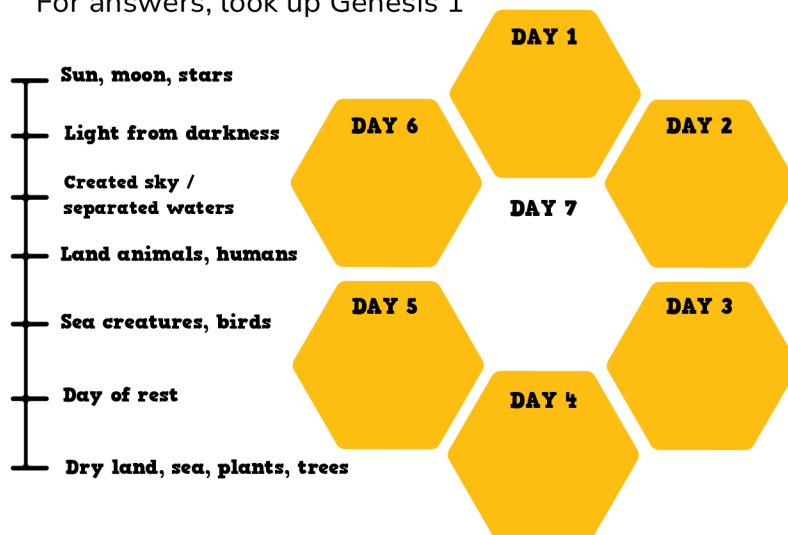 For answers, look up Genesis 1
Sun, moon, stars
Light from darkness
Created sky /
separated waters
Land animals, humans
Sea creatures, birds
Day of rest
Dry land, sea, plants, trees
DAY 1
DAY 2
DAY 3
DAY 4
DAY 5
DAY 6
DAY 7